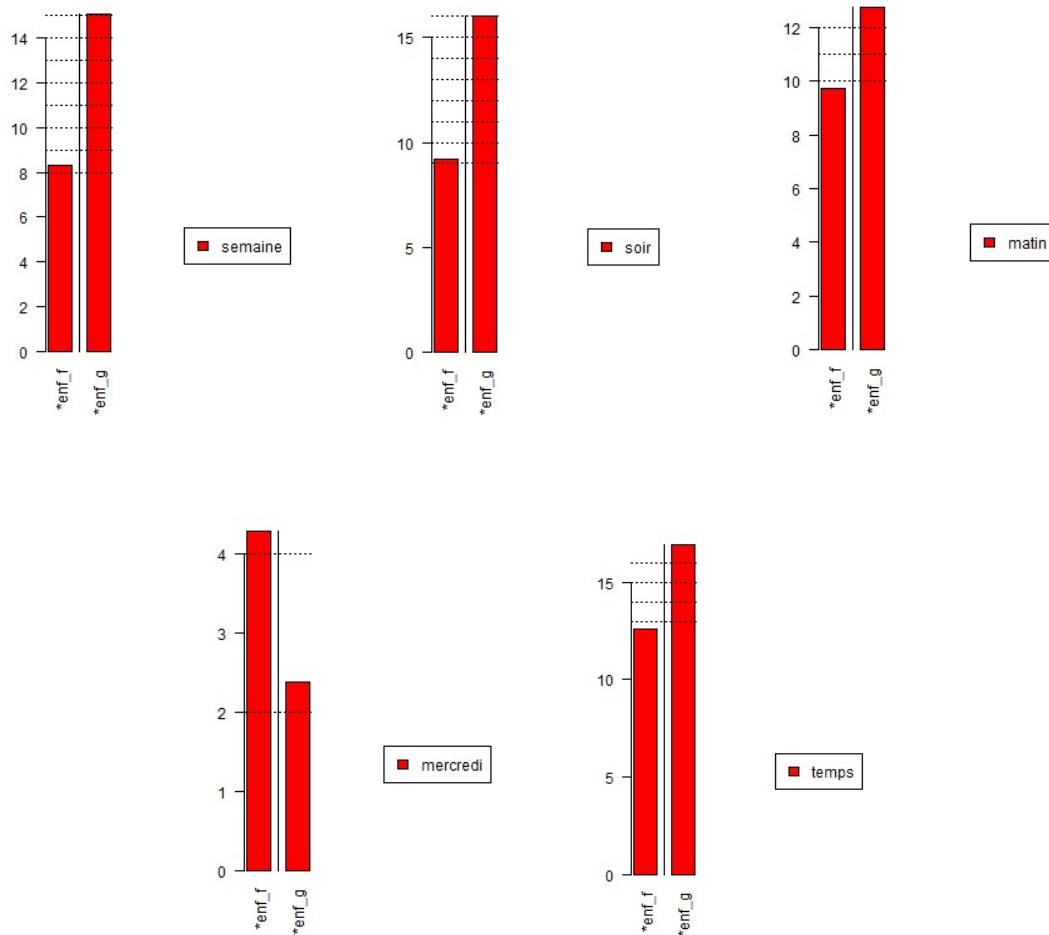 14
12
10
8
6
4
2
0
*enf_f
*enf_g
semaine
15
10
5
0
*enf_f
*enf_g
soir
12
10
8
6
4
2
0
*enf_f
*enf_g
matin
4
3
2
1
0
*enf_f
*enf_g
mercredi
15
10
5
0
*enf_f
*enf_g
temps